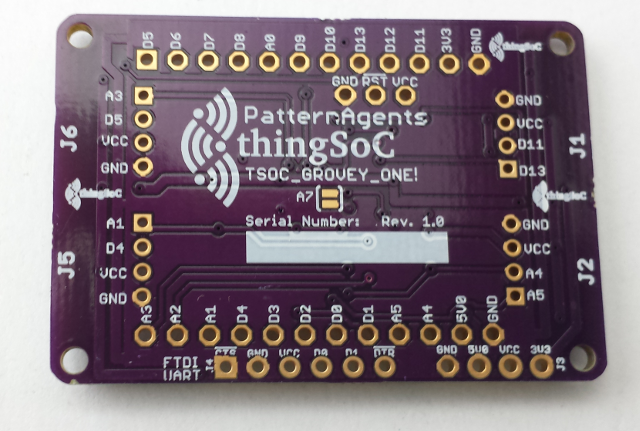 D5 D6 D7 D8 A0 D9 D10 D13 D12 D11 3V3 GND
thingSoC
GND RST VCC
A3
D5
VCC
GND
J6
PatternAgents
thingSoC
TSOC_GROVEY_ONE!
A7
GND
VCC
D11
D13
J1
thingSoC
thingSoC
Serial Number: Rev. 1.0
A1
D4
VCC
GND
J5
GND
VCC
A4
A5
J2
A3 A2 A1 D4 D3 D2 D0 D1 A5 A4 5V0 GND
FTDI
UART
J4 CTS GND VCC D0 D1 DTR
GND 5V0 VCC 3V3 J3